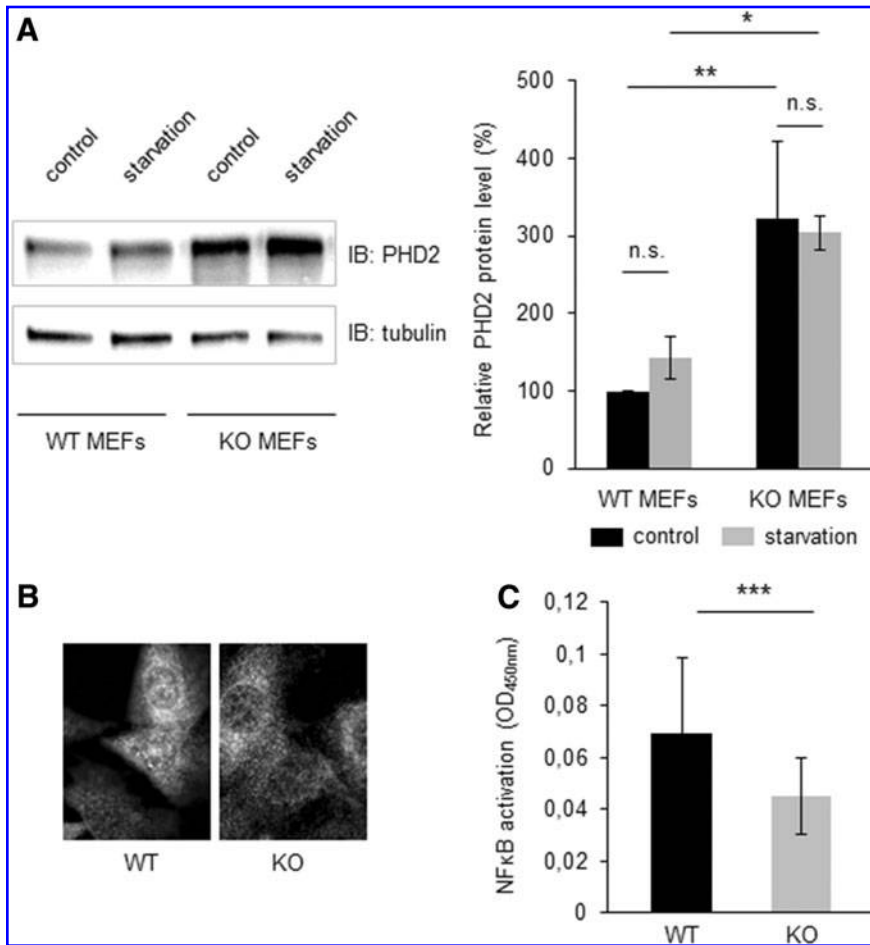 A
control
starvation
control
starvation
IB: PHD2
IB: tubulin
WT MEFs
KO MEFs
*
**
n.s.
n.s.
Relative PHD2 protein level (%)
500
400
300
200
100
0
WT MEFs
KO MEFs
control
starvation
B
WT
KO
C
***
NFκB activation (OD450nm)
0,12
0,1
0,08
0,06
0,04
0,02
0
WT
KO